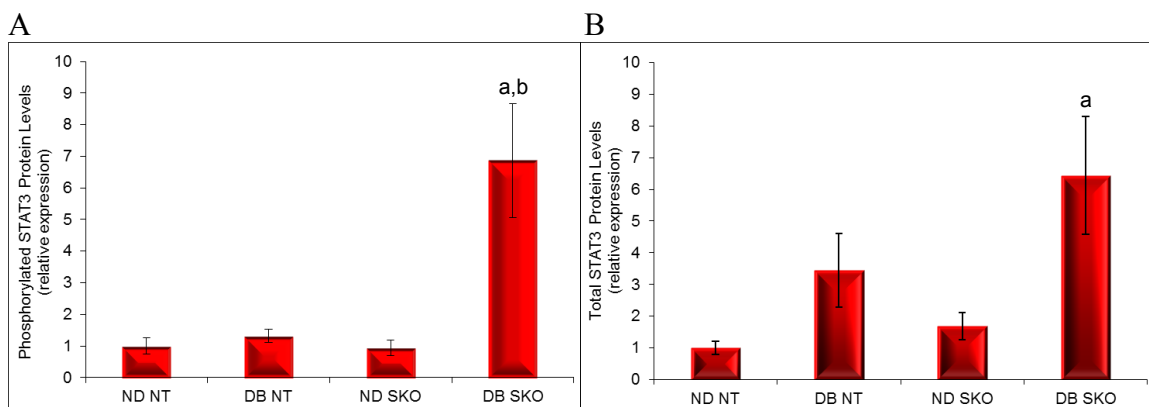 A
B
Phosphorylated STAT3 Protein Levels
(relative expression)
10
9
8
7
6
5
4
3
2
1
0
a,b
ND NT
DB NT
ND SKO
DB SKO
Total STAT3 Protein Levels
(relative expression)
10
9
8
7
6
5
4
3
2
1
0
a
ND NT
DB NT
ND SKO
DB SKO